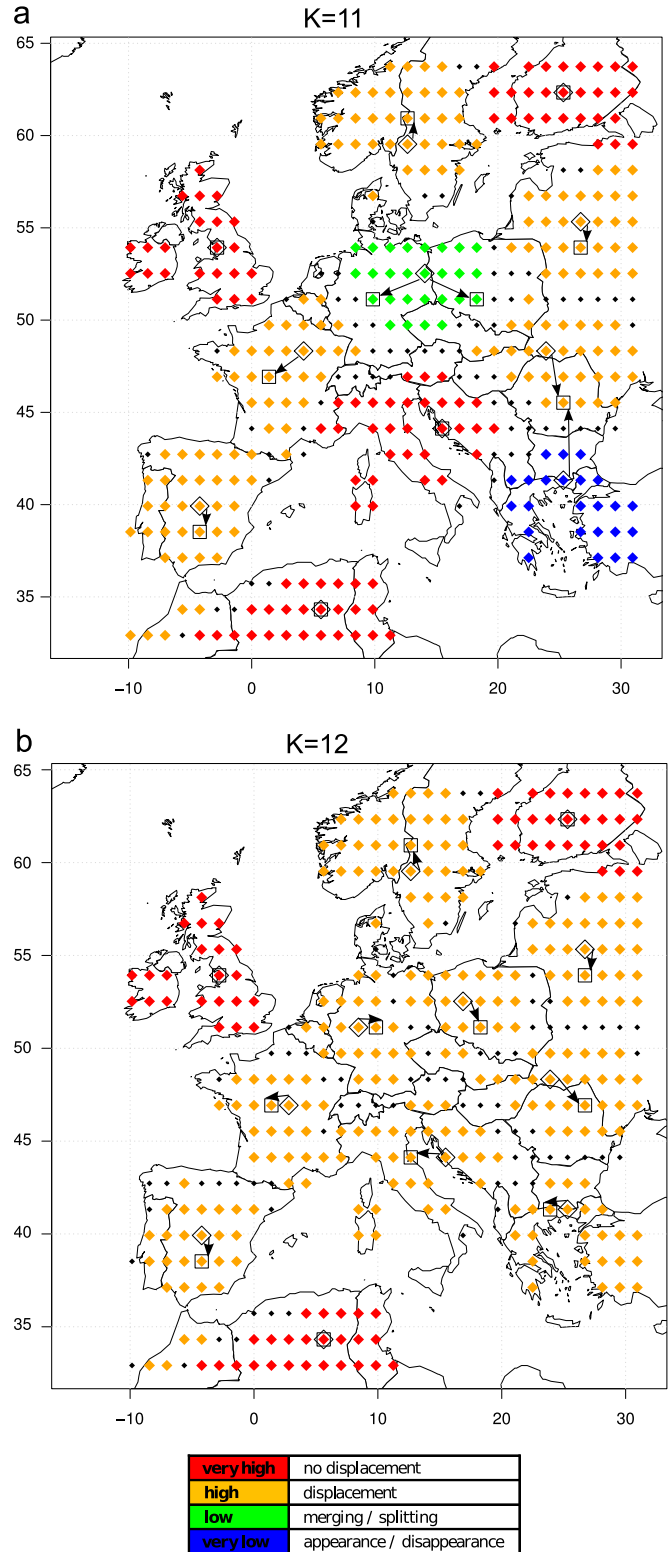 a
K=11
65
60
55
50
45
40
35
−10 0 10 20 30
b
K=12
65
60
55
50
45
40
35
−10 0 10 20 30
very high no displacement
high displacement
low merging / splitting
very low appearance / disappearance